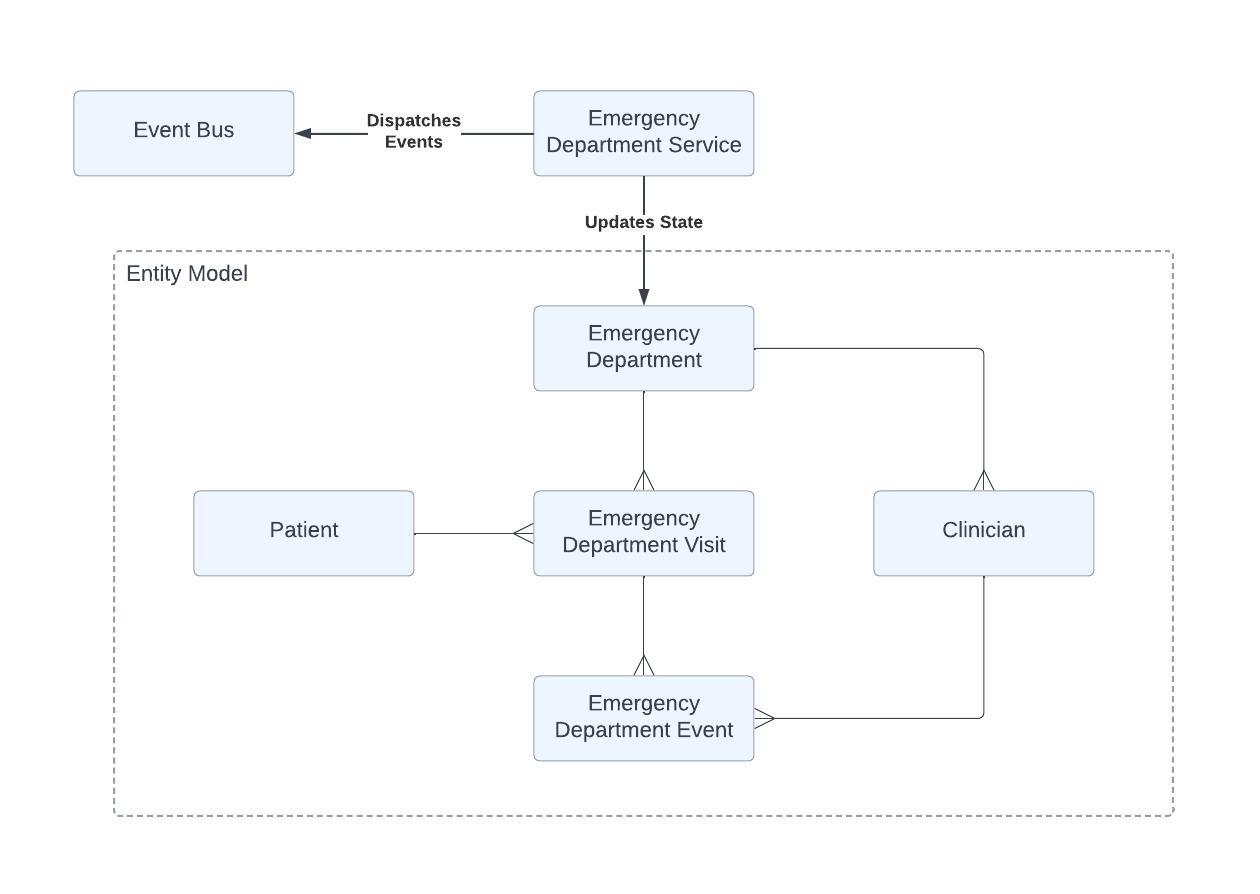 Event Bus
Dispatches
Events
Emergency
Department Service
Updates State
Entity Model
Emergency
Department
Patient
Emergency
Department Visit
Clinician
Emergency
Department Event